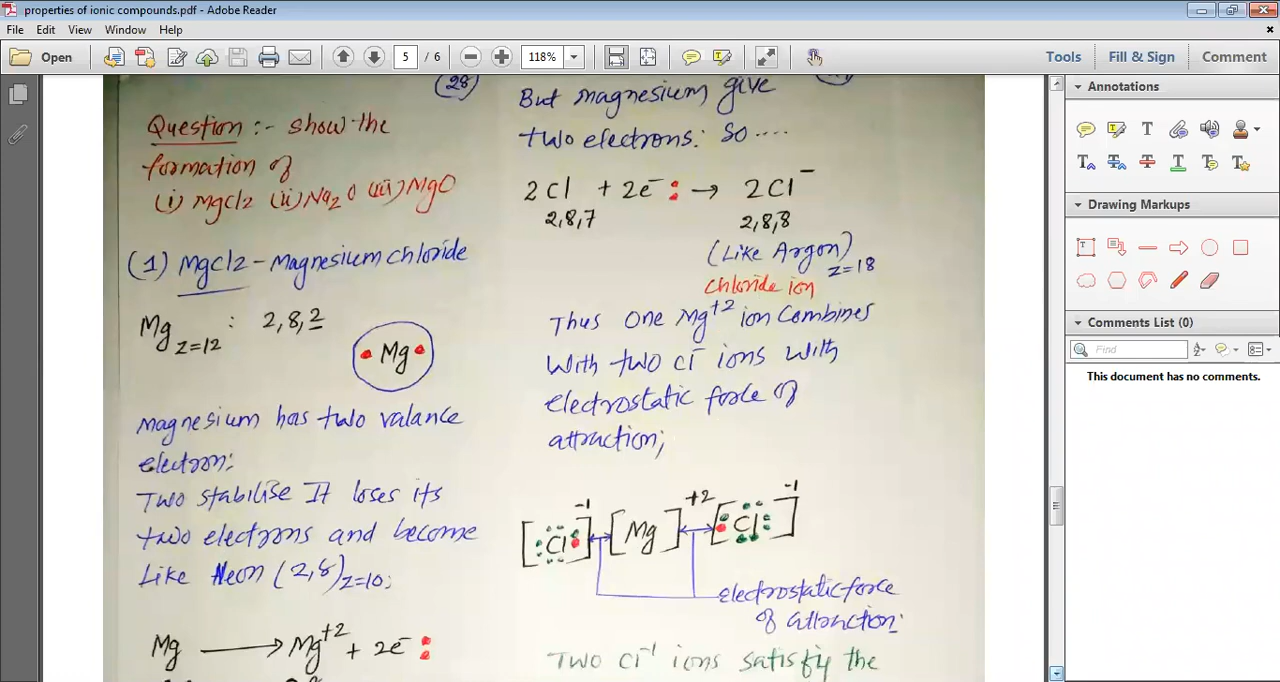 properties of ionic compounds.pdf - Adobe Reader
File Edit View Window Help
Open 5 / 6 118% Tools Fill & Sign Comment
(28)
Question :- show the
formation of
(i) MgCl2 (ii) Na2O (iii) MgO
(1) MgCl2 - Magnesium chloride
Mg Z=12 : 2,8,2
Mg
Magnesium has two valance
electron:
Two stabilise It loses its
two electrons and become
Like Neon (2,8) Z=10;
Mg → Mg+2 + 2e-
But magnesium give
two electrons: So ....
2Cl + 2e- → 2Cl-
2,8,7 2,8,8
(Like Argon)
Z=18
chloride ion
Thus one Mg+2 ion combines
with two Cl- ions with
electrostatic force of
attraction;
[Cl]-1 [Mg]+2 [Cl]-1
electrostatic force
of attraction:
Two Cl-1 ions satisfy the
Annotations
T
Drawing Markups
Comments List (0)
Find
This document has no comments.